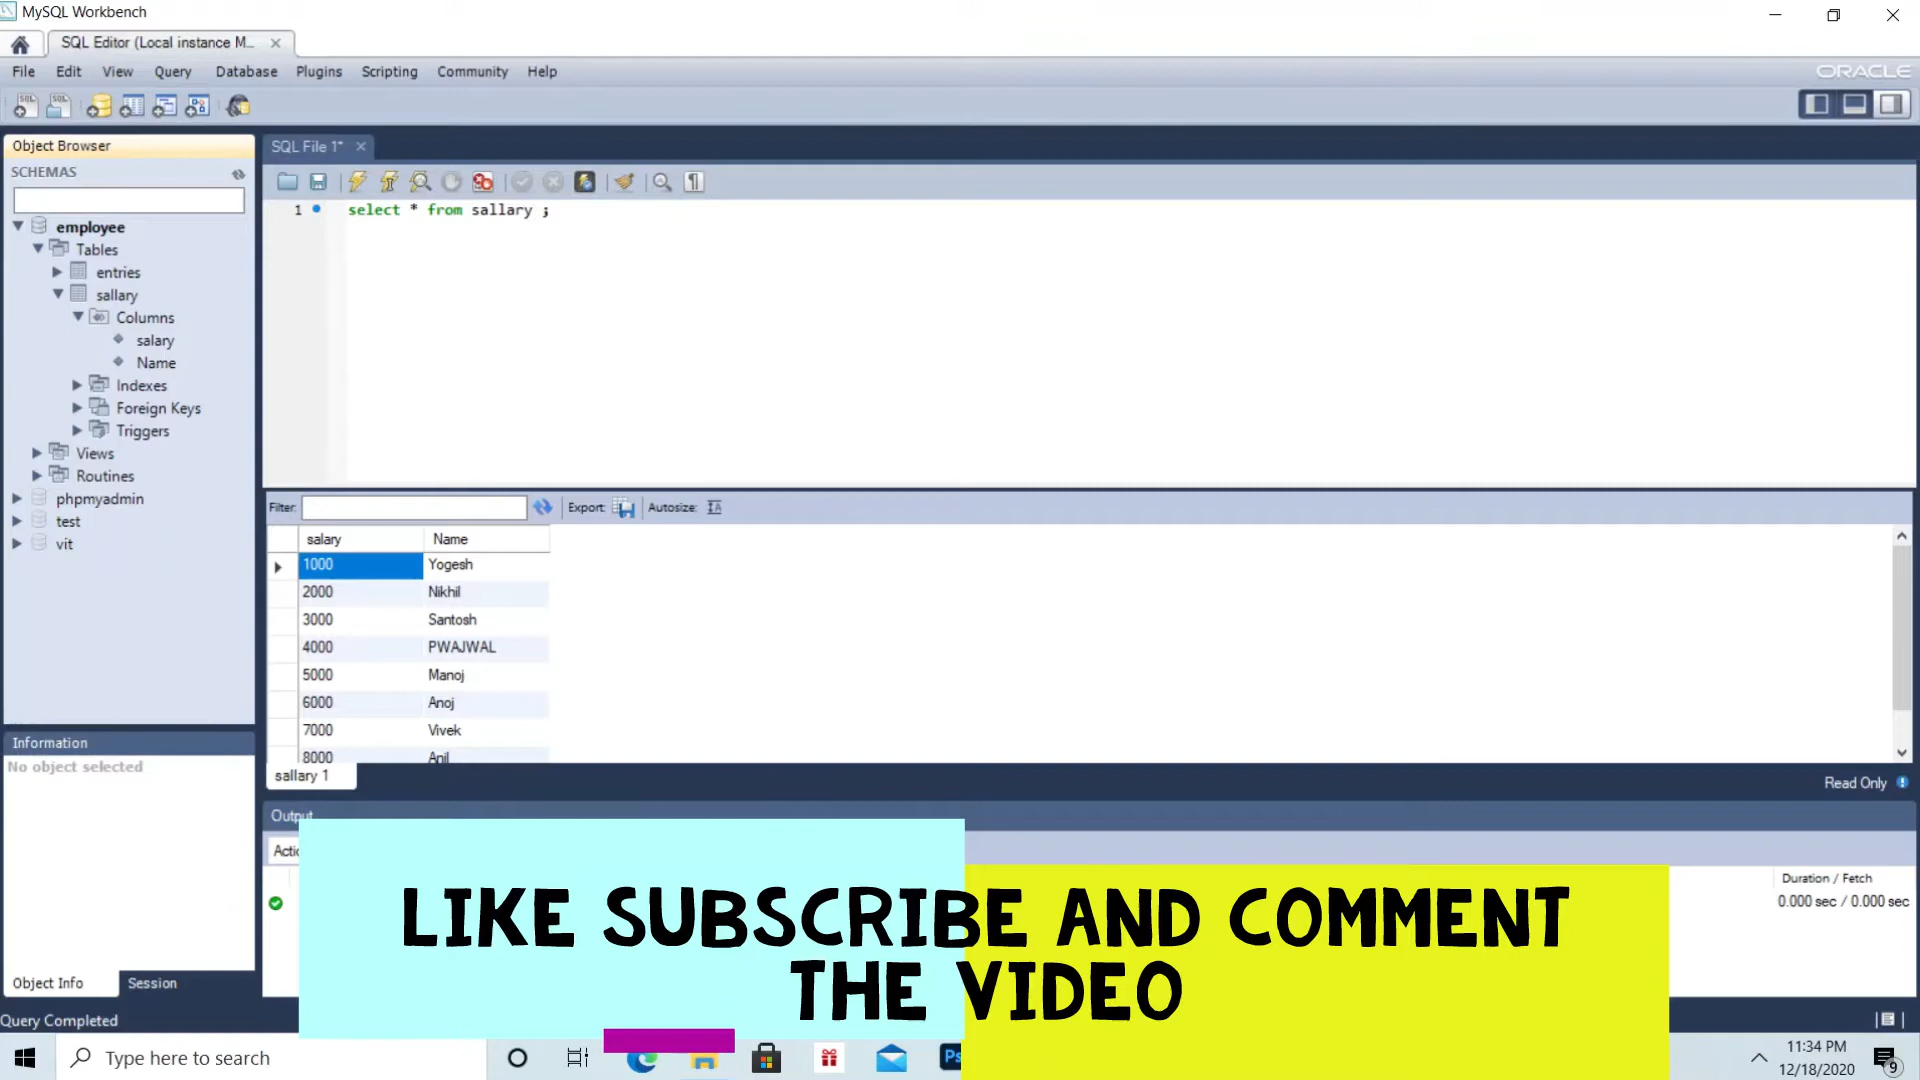 MySQL Workbench
SQL Editor (Local instance M...
File Edit View Query Database Plugins Scripting Community Help
ORACLE
Object Browser
SCHEMAS
employee
Tables
entries
sallary
Columns
salary
Name
Indexes
Foreign Keys
Triggers
Views
Routines
phpmyadmin
test
vit
Information
No object selected
Object Info Session
Query Completed
SQL File 1*
1 select * from sallary ;
Filter: Export: Autosize:
salary Name
1000 Yogesh
2000 Nikhil
3000 Santosh
4000 PWAJWAL
5000 Manoj
6000 Anoj
7000 Vivek
8000 Anil
sallary 1
Read Only
Output
Duration / Fetch
0.000 sec / 0.000 sec
LIKE SUBSCRIBE AND COMMENT
THE VIDEO
Type here to search
Ps
11:34 PM
12/18/2020
9